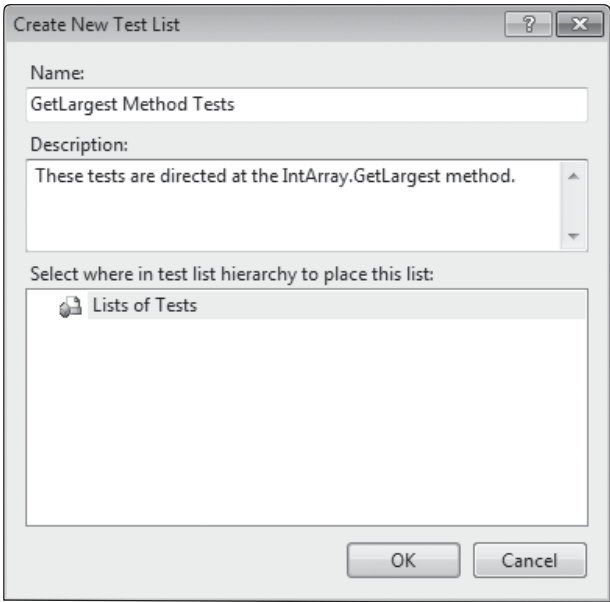 Create New Test List
Name:
GetLargest Method Tests
Description:
These tests are directed at the IntArray.GetLargest method.
Select where in test list hierarchy to place this list:
Lists of Tests
OK
Cancel